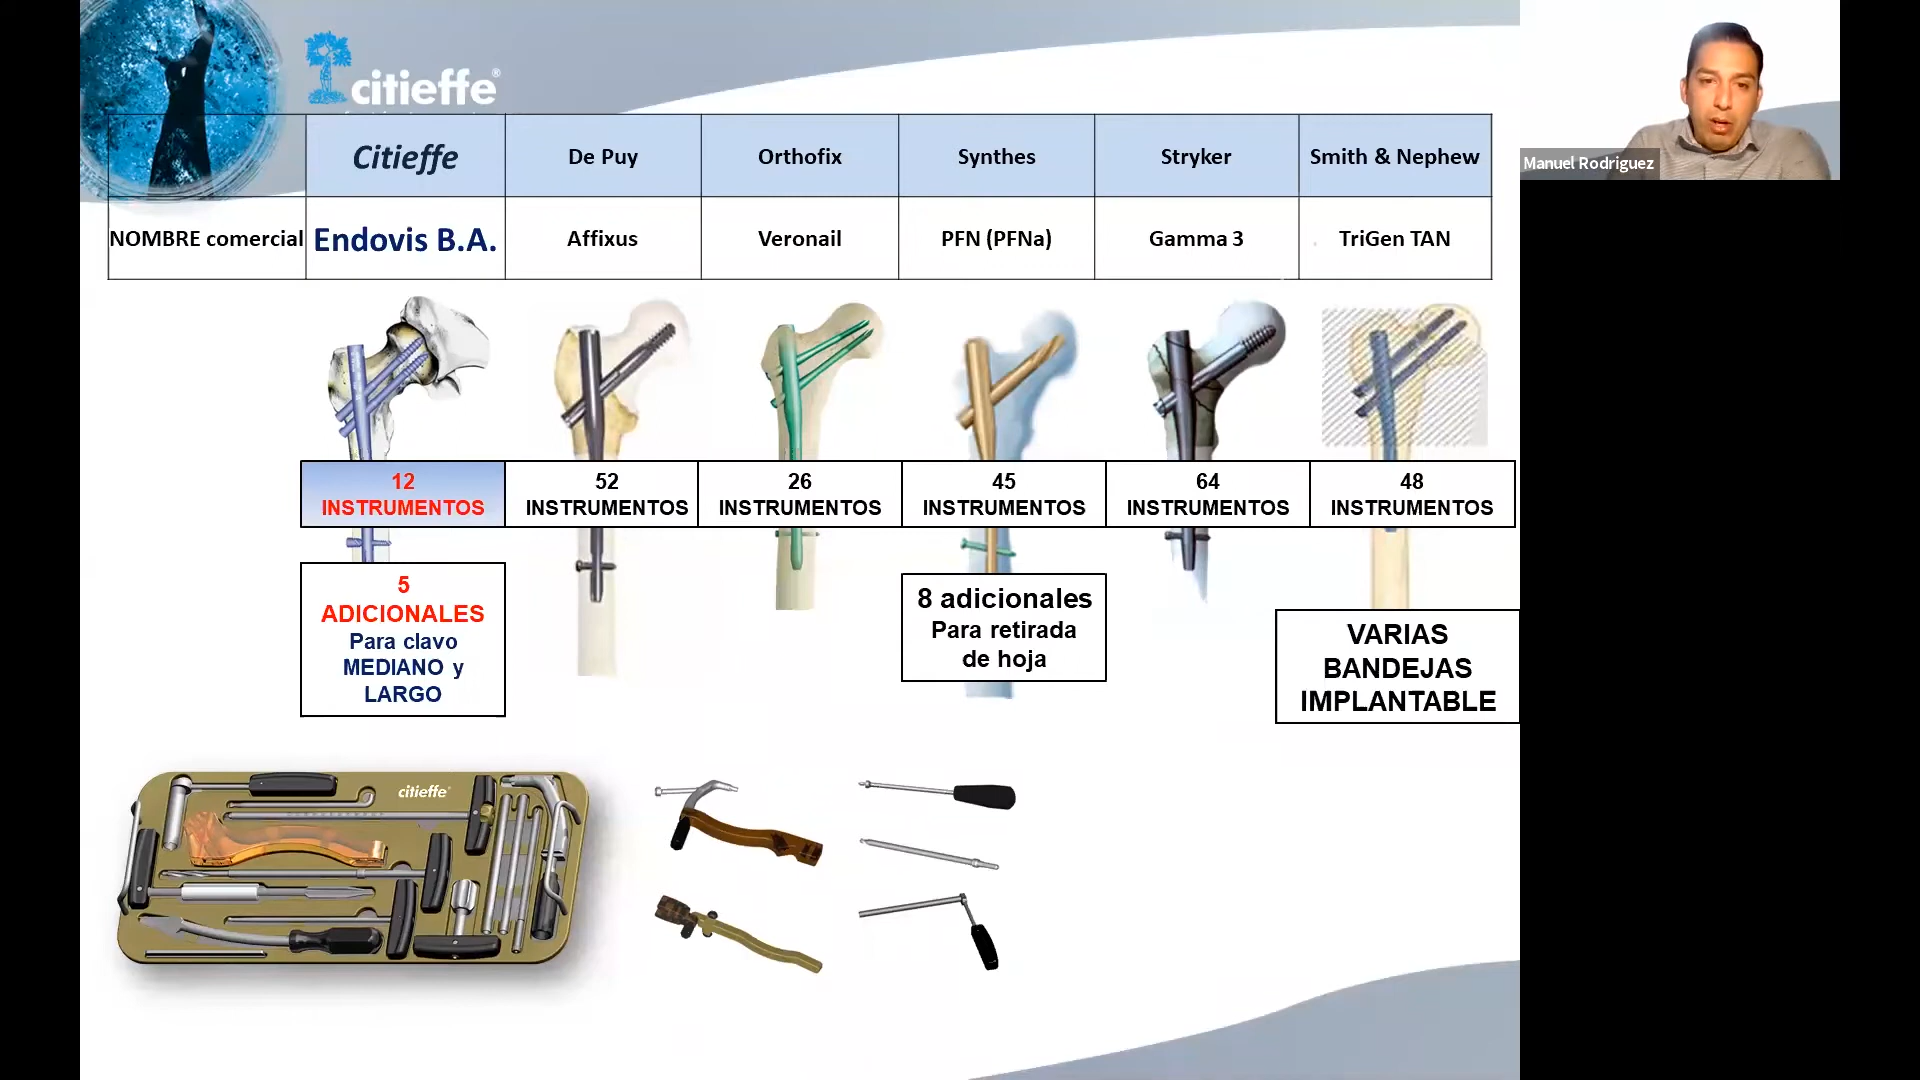 citieffe®
Citieffe
De Puy
Orthofix
Synthes
Stryker
Smith & Nephew
NOMBRE comercial
Endovis B.A.
Affixus
Veronail
PFN (PFNa)
Gamma 3
TriGen TAN
12
INSTRUMENTOS
52
INSTRUMENTOS
26
INSTRUMENTOS
45
INSTRUMENTOS
64
INSTRUMENTOS
48
INSTRUMENTOS
5
ADICIONALES
Para clavo
MEDIANO y
LARGO
8 adicionales
Para retirada
de hoja
VARIAS
BANDEJAS
IMPLANTABLE
citieffe®
Manuel Rodriguez